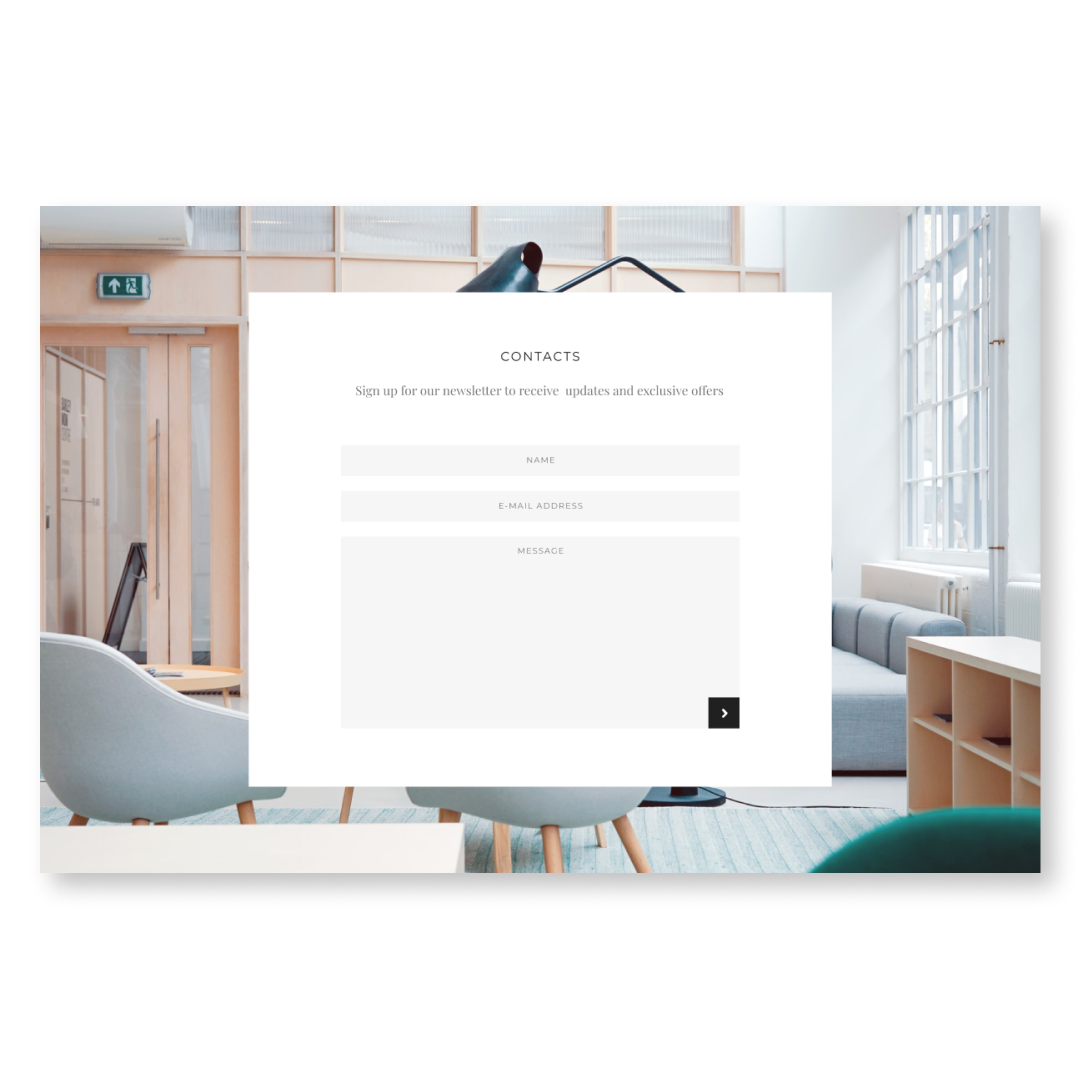 CONTACTS
Sign up for our newsletter to receive  updates and exclusive offers
NAME
E-MAIL ADDRESS
MESSAGE